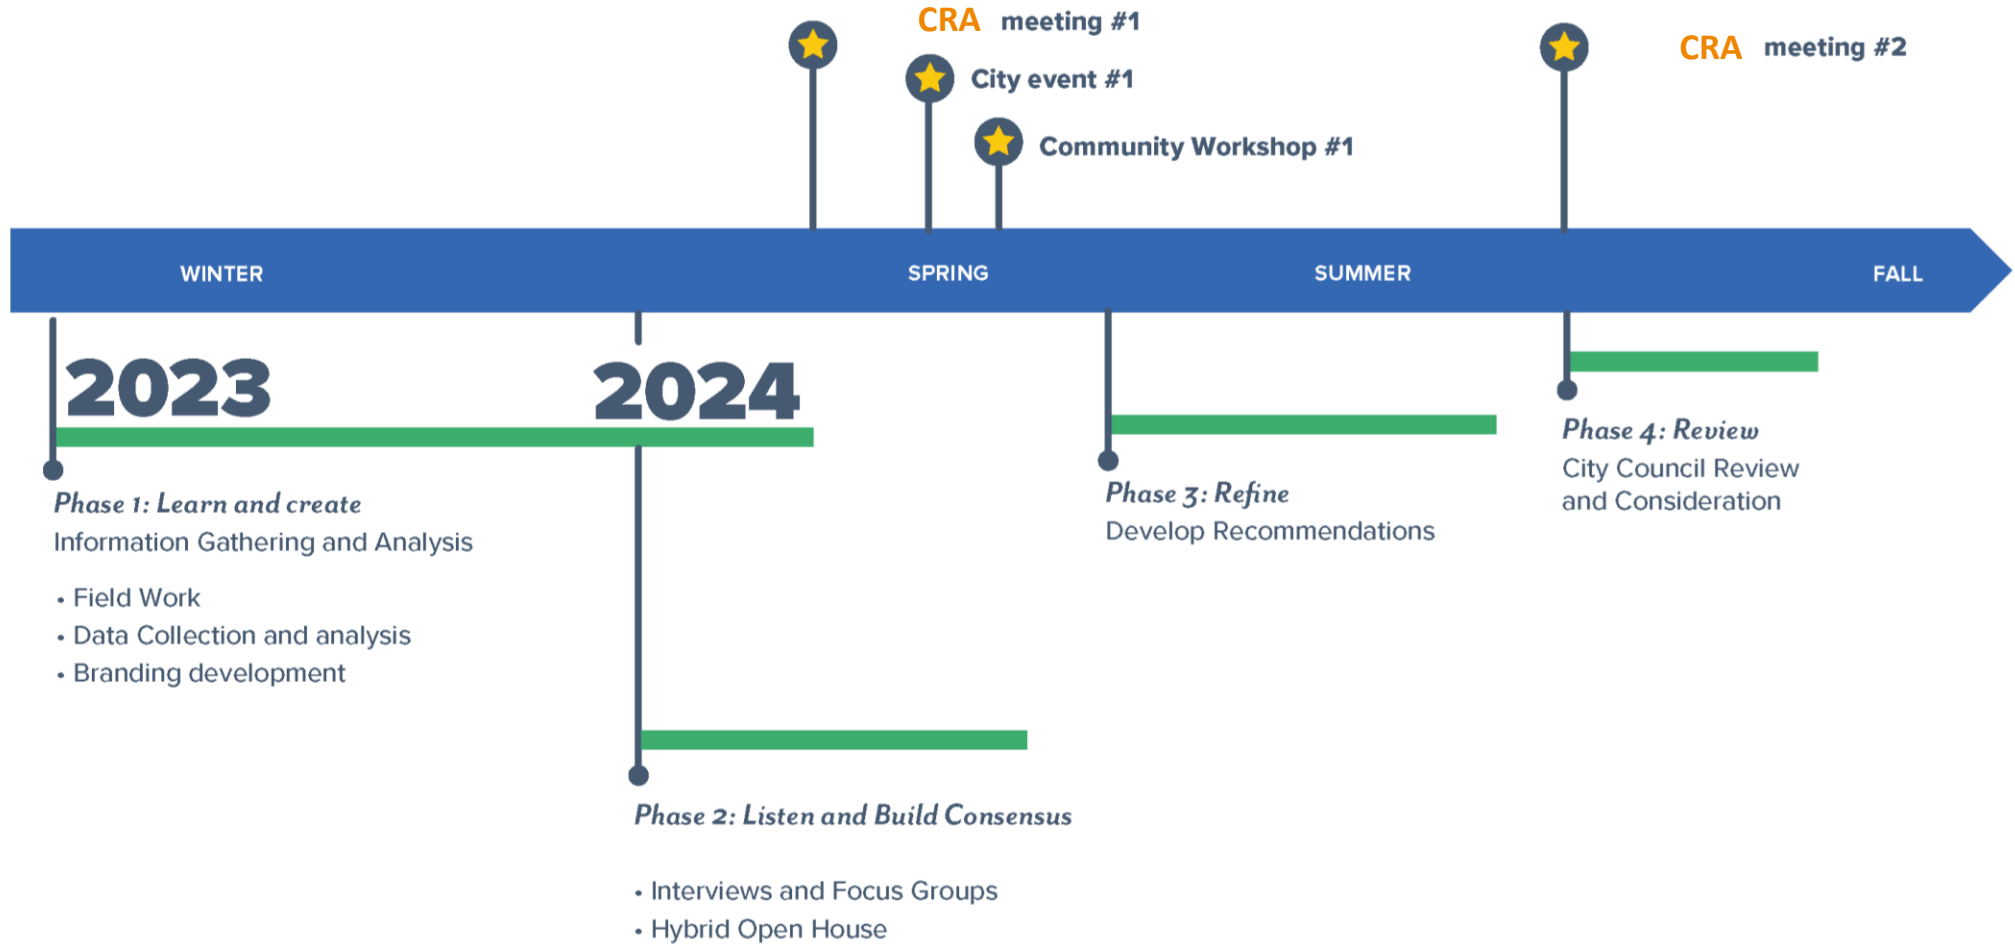 CRA meeting #1
CRA meeting #2
City event #1
Community Workshop #1
WINTER
SPRING
SUMMER
FALL
2023
2024
Phase 1: Learn and create
Information Gathering and Analysis
• Field Work
• Data Collection and analysis
• Branding development
Phase 2: Listen and Build Consensus
• Interviews and Focus Groups
• Hybrid Open House
Phase 3: Refine
Develop Recommendations
Phase 4: Review
City Council Review
and Consideration